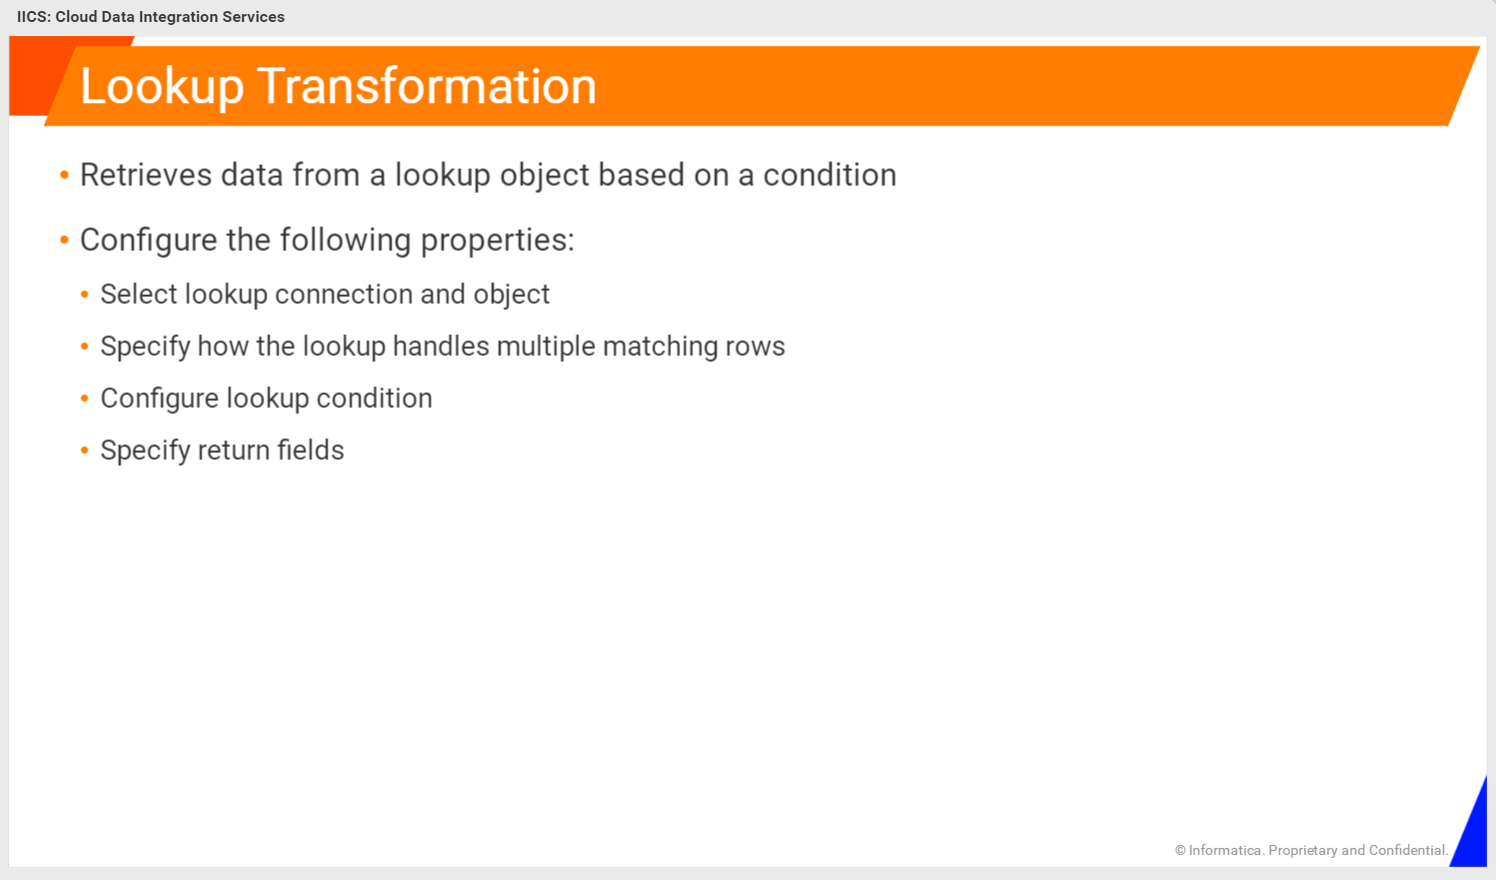 IICS: Cloud Data Integration Services
Lookup Transformation
• Retrieves data from a lookup object based on a condition
• Configure the following properties:
• Select lookup connection and object
• Specify how the lookup handles multiple matching rows
• Configure lookup condition
• Specify return fields
© Informatica. Proprietary and Confidential.